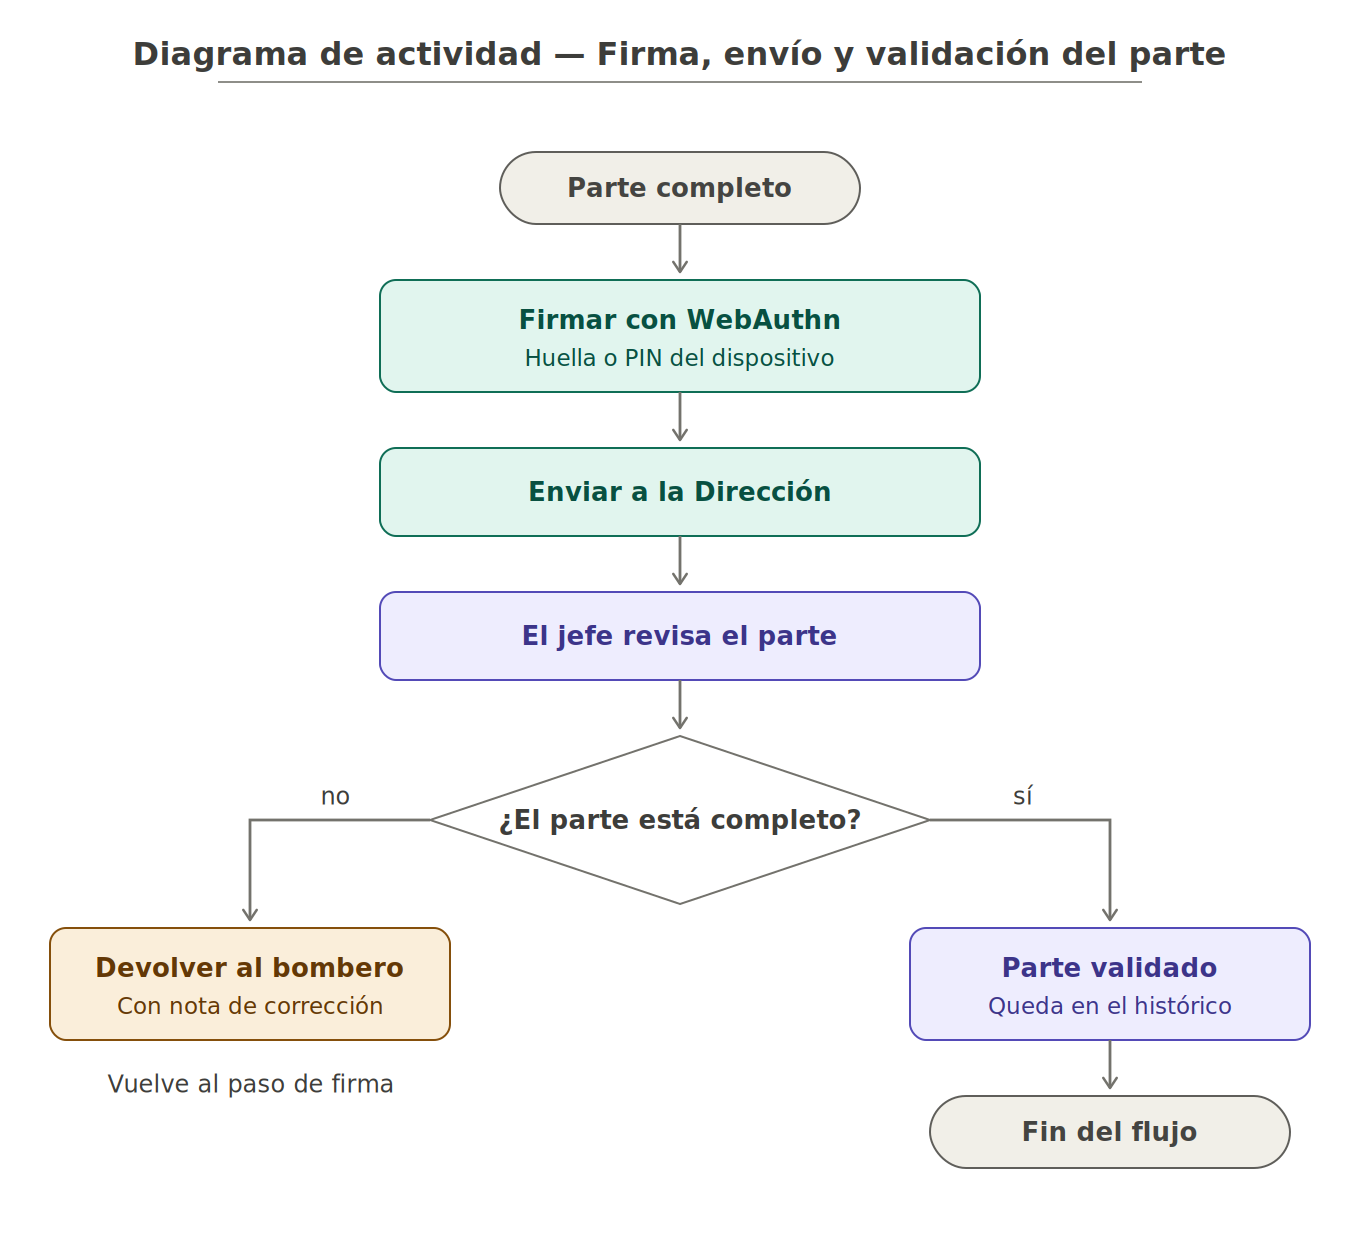 Diagrama de actividad — Firma, envío y validación del parte
Parte completo
Firmar con WebAuthn
Huella o PIN del dispositivo
Enviar a la Dirección
El jefe revisa el parte
¿El parte está completo?
no
sí
Devolver al bombero
Con nota de corrección
Vuelve al paso de firma
Parte validado
Queda en el histórico
Fin del flujo